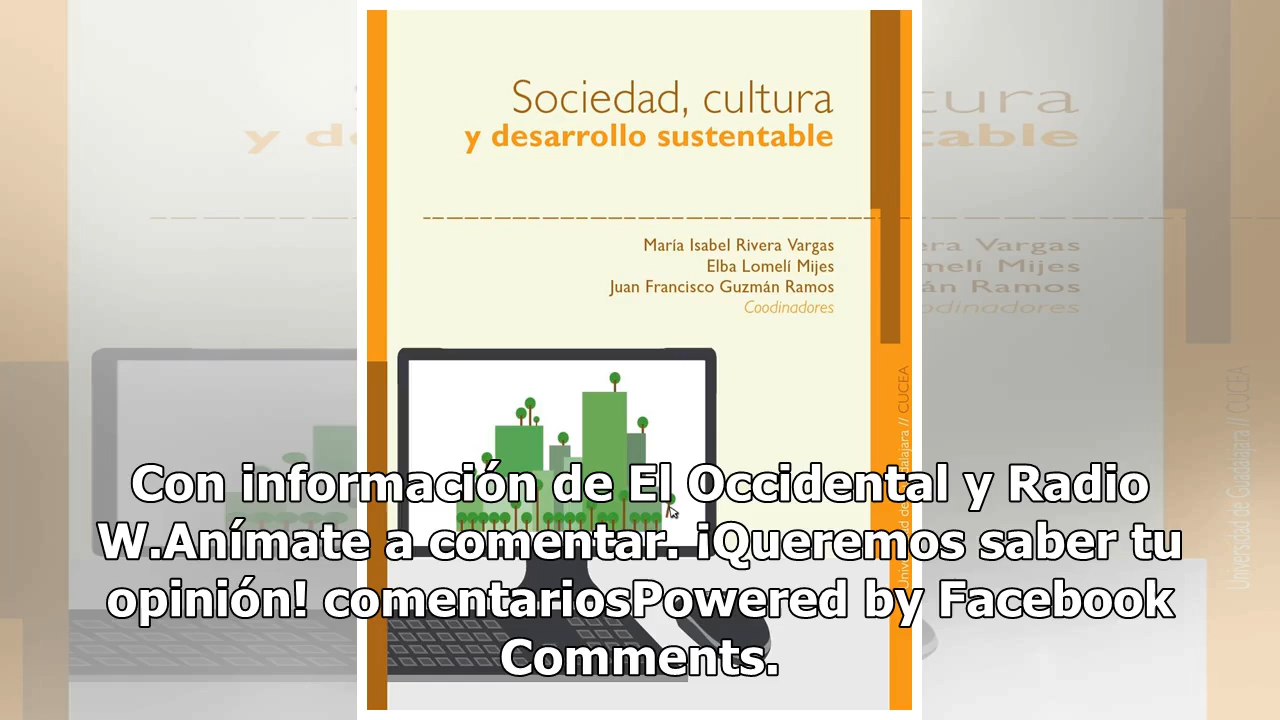 Sociedad, cultura
y desarrollo sustentable
María Isabel Rivera Vargas
Elba Lomelí Mijes
Juan Francisco Guzmán Ramos
Coodinadores
Universidad de Guadalajara // CUCEA
Con información de El Occidental y Radio
W.Anímate a comentar. ¡Queremos saber tu
opinión! comentariosPowered by Facebook
Comments.